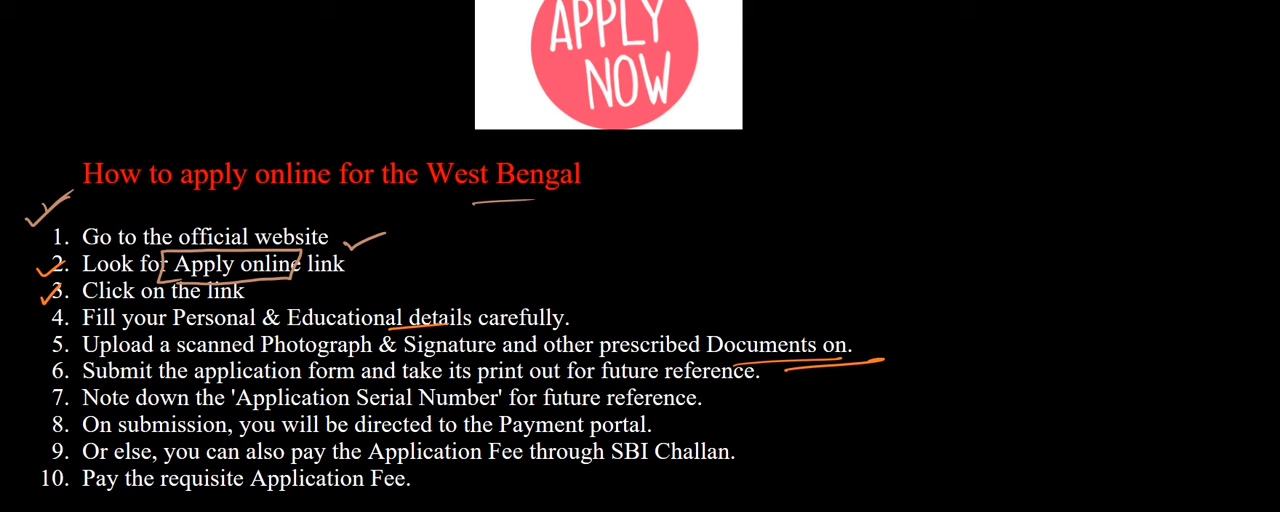 APPLY
NOW
How to apply online for the West Bengal
1. Go to the official website
2. Look for Apply online link
3. Click on the link
4. Fill your Personal & Educational details carefully.
5. Upload a scanned Photograph & Signature and other prescribed Documents on.
6. Submit the application form and take its print out for future reference.
7. Note down the 'Application Serial Number' for future reference.
8. On submission, you will be directed to the Payment portal.
9. Or else, you can also pay the Application Fee through SBI Challan.
10. Pay the requisite Application Fee.